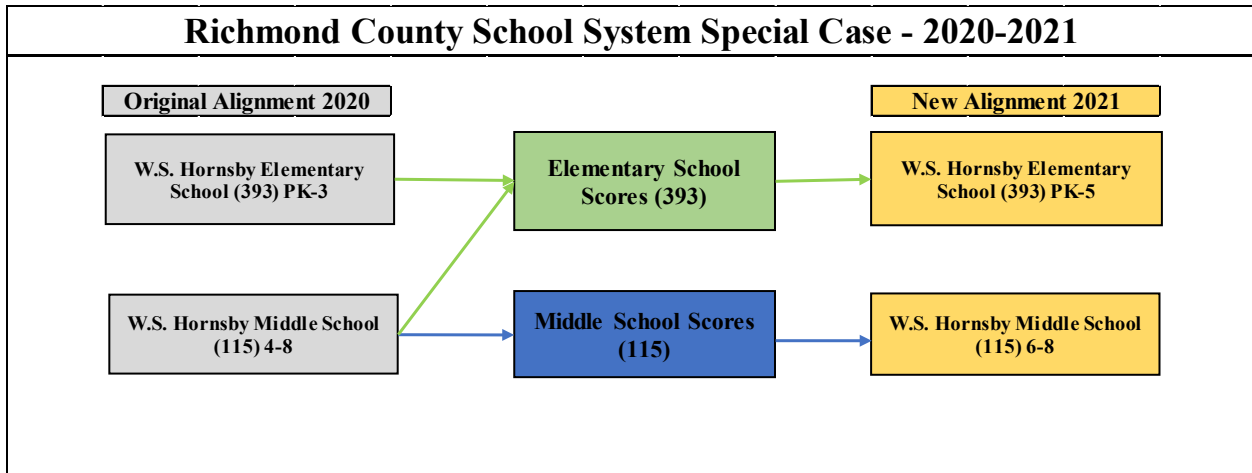 Richmond County School System Special Case - 2020-2021
Original Alignment 2020
New Alignment 2021
W.S. Hornsby Elementary
School (393) PK-3
Elementary School
Scores (393)
W.S. Hornsby Elementary
School (393) PK-5
W.S. Hornsby Middle School
(115) 4-8
Middle School Scores
(115)
W.S. Hornsby Middle School
(115) 6-8